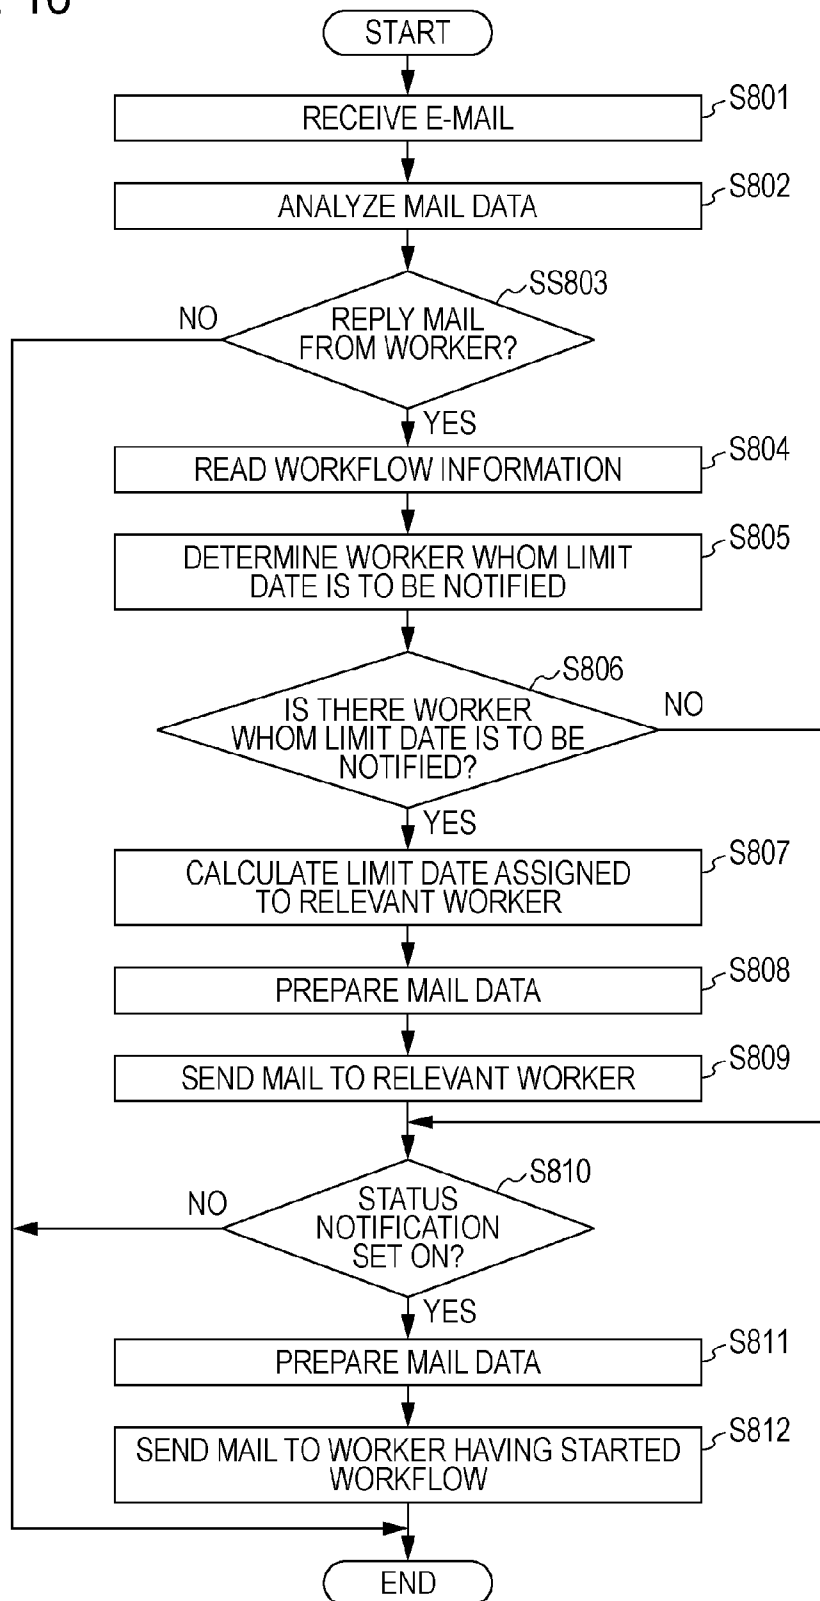 START
RECEIVE E-MAIL
S801
ANALYZE MAIL DATA
S802
SS803
NO
REPLY MAIL
FROM WORKER?
YES
READ WORKFLOW INFORMATION
S804
DETERMINE WORKER WHOM LIMIT
DATE IS TO BE NOTIFIED
S805
S806
NO
IS THERE WORKER
WHOM LIMIT DATE IS TO BE
NOTIFIED?
YES
CALCULATE LIMIT DATE ASSIGNED
TO RELEVANT WORKER
S807
PREPARE MAIL DATA
S808
SEND MAIL TO RELEVANT WORKER
S809
S810
NO
STATUS
NOTIFICATION
SET ON?
YES
PREPARE MAIL DATA
S811
SEND MAIL TO WORKER HAVING STARTED
WORKFLOW
S812
END